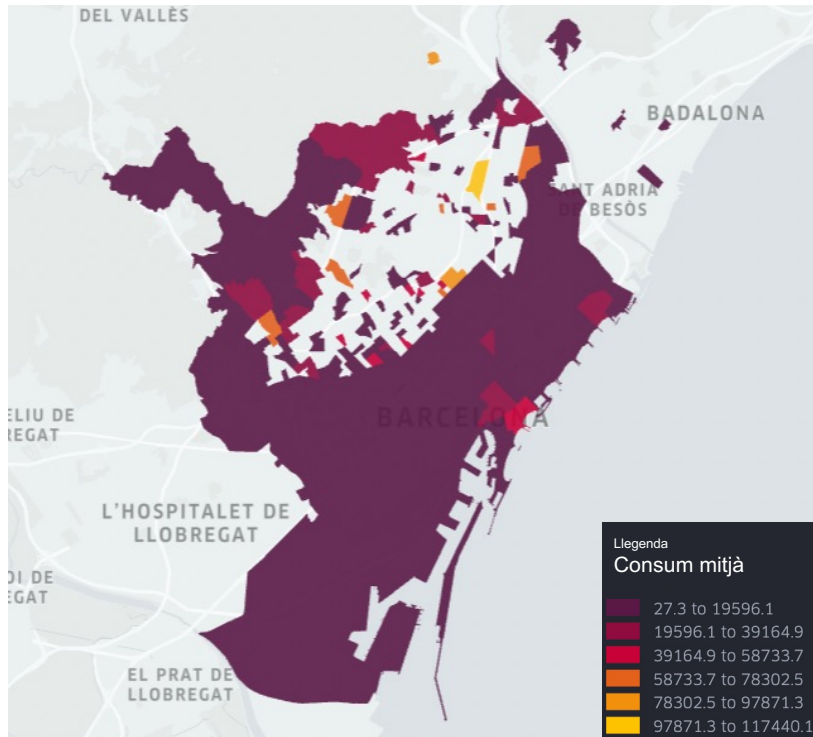 DEL VALLÈS
BADALONA
SANT ADRIÀ
DE BESÒS
BARCELONA
ELIU DE
REGAT
L'HOSPITALET DE
LLOBREGAT
OI DE
EGAT
EL PRAT DE
LLOBREGAT
Llegenda
Consum mitjà
27.3 to 19596.1
19596.1 to 39164.9
39164.9 to 58733.7
58733.7 to 78302.5
78302.5 to 97871.3
97871.3 to 117440.1